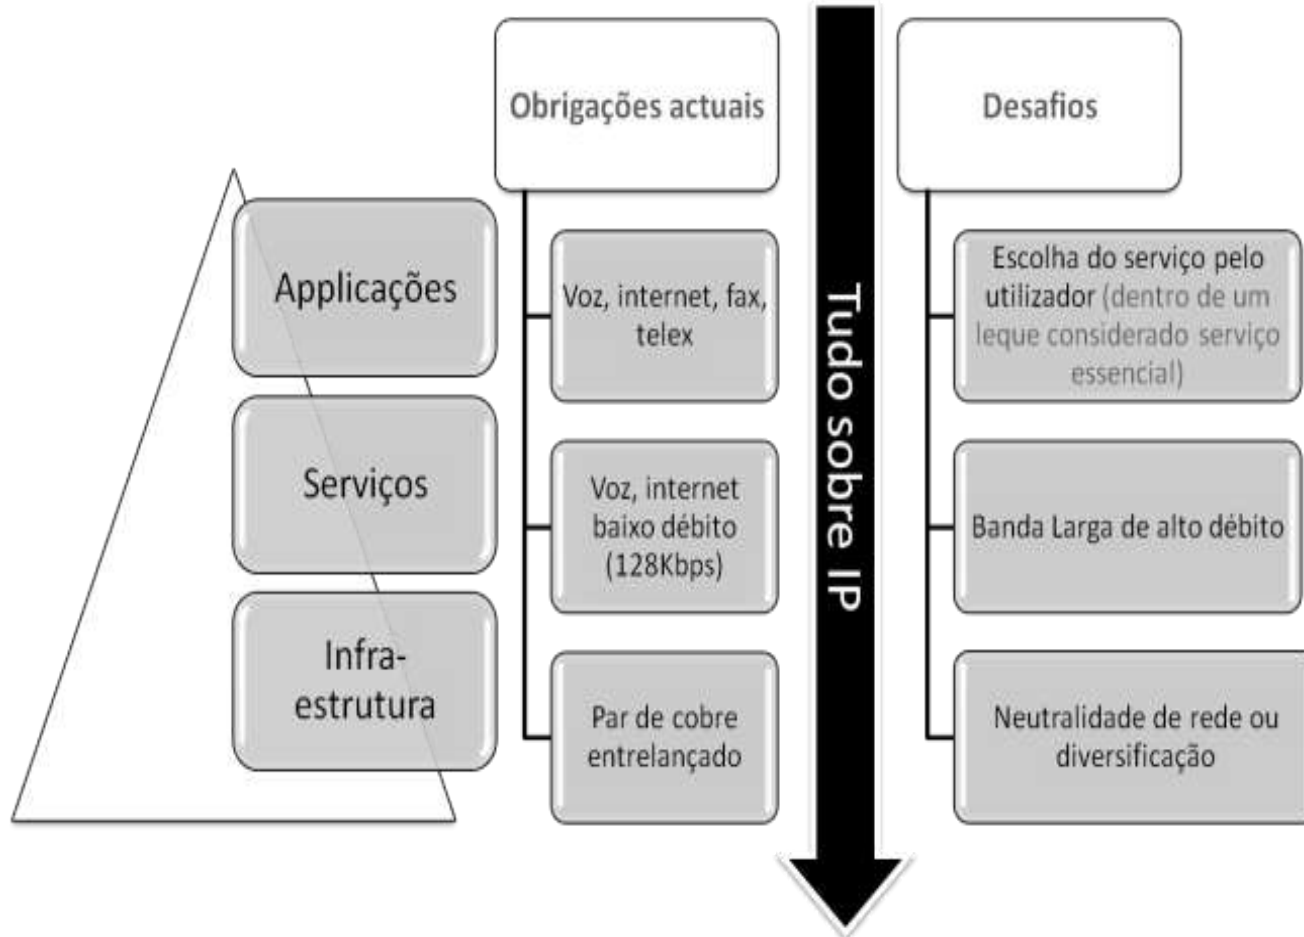 Obrigações actuais
Desafios
Applicações
Voz, internet, fax,
telex
Tudo sobre IP
Escolha do serviço pelo
utilizador (dentro de um
leque considerado serviço
essencial)
Serviços
Voz, internet
baixo débito
(128Kbps)
Banda Larga de alto débito
Infra-
estrutura
Par de cobre
entrelançado
Neutralidade de rede ou
diversificação